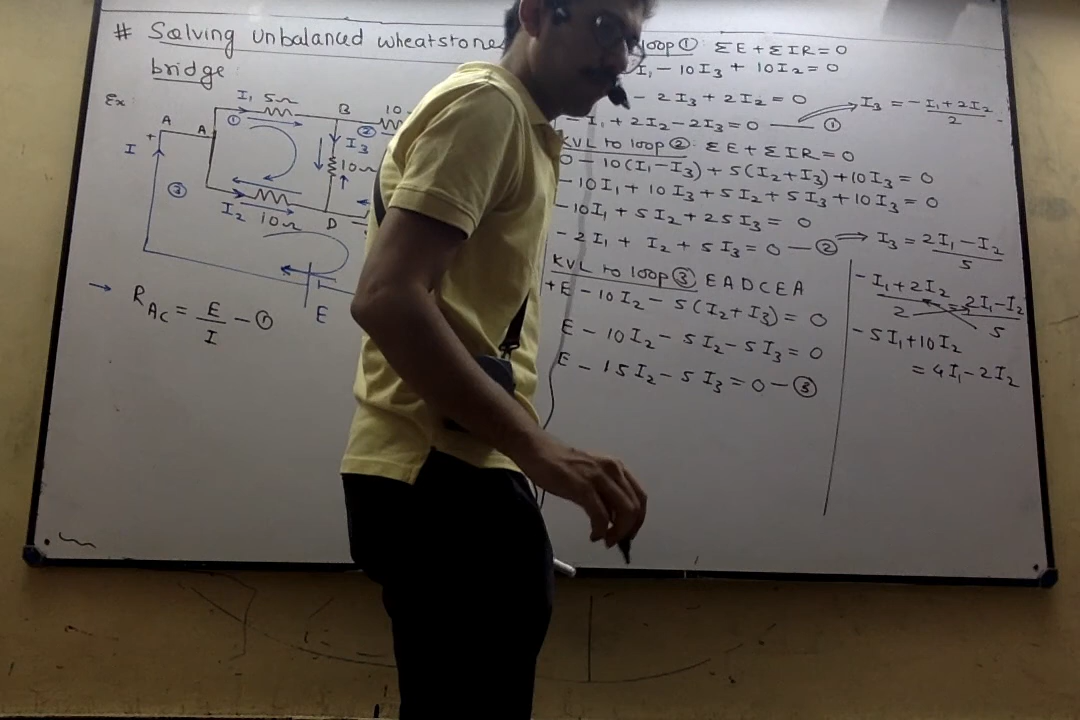 # Solving unbalanced wheatstone
bridge
Ex
I₁ 5Ω
B
10
①
②
A
A
+
I
I₃
10Ω
③
I₂ 10Ω
D
E
→ R_AC = E/I — ①
loop ①: ΣE + ΣIR = 0
I₁ - 10I₃ + 10I₂ = 0
- 2I₃ + 2I₂ = 0
I₃ = -I₁ + 2I₂ / 2
-I₁ + 2I₂ - 2I₃ = 0 — ①
KVL to loop ②: ΣE + ΣIR = 0
0 - 10(I₁ - I₃) + 5(I₂ + I₃) + 10I₃ = 0
- 10I₁ + 10I₃ + 5I₂ + 5I₃ + 10I₃ = 0
- 10I₁ + 5I₂ + 25I₃ = 0
- 2I₁ + I₂ + 5I₃ = 0 — ② ⇒ I₃ = 2I₁ - I₂ / 5
KVL to loop ③ EADCEA
+E - 10I₂ - 5(I₂ + I₃) = 0
E - 10I₂ - 5I₂ - 5I₃ = 0
E - 15I₂ - 5I₃ = 0 — ③
-I₁ + 2I₂ / 2 = 2I₁ - I₂ / 5
- 5I₁ + 10I₂
= 4I₁ - 2I₂